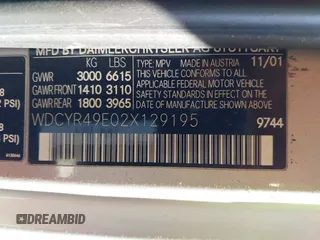 MFD. BY DAIMLERCHRYSLER AG STUTTGART
KG LBS MADE IN AUSTRIA 11/01
GVWR 3000 6615
GAWR FRONT 1410 3110
GAWR REAR 1800 3965
THIS VEHICLE CONFORMS TO ALL APPLICABLE
FEDERAL MOTOR VEHICLE SAFETY
STANDARDS IN EFFECT ON THE DATE OF
MANUFACTURE SHOWN ABOVE
WDCYR49E02X129195
9744
PSI)
PSI)
DREAMBID